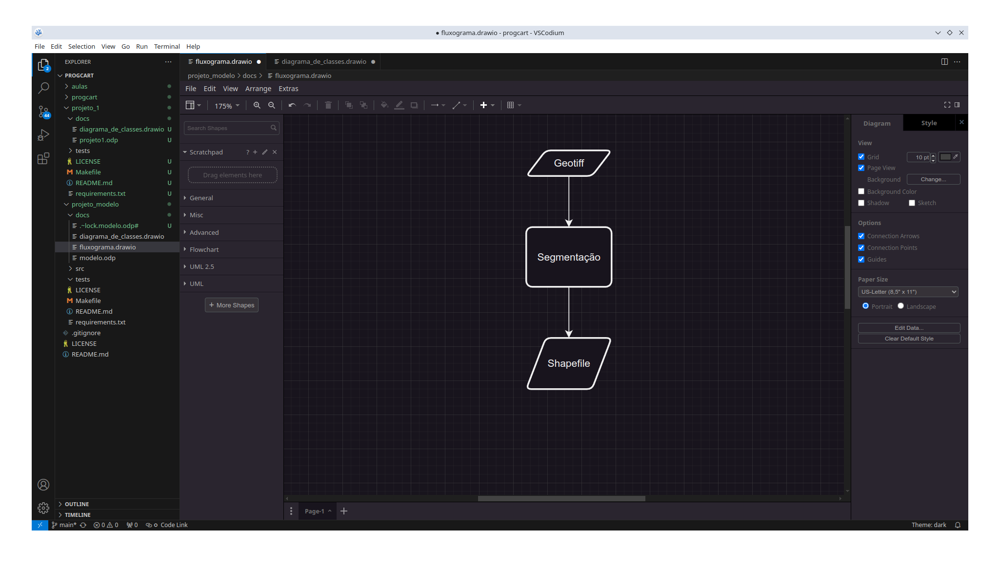 ● fluxograma.drawio - progcart - VSCodium
File Edit Selection View Go Run Terminal Help
EXPLORER
2
44
PROGCART
aulas
progcart
projeto_1
docs
diagrama_de_classes.drawio U
projeto1.odp U
tests
LICENSE U
Makefile U
README.md U
requirements.txt U
projeto_modelo
docs
.~lock.modelo.odp# U
diagrama_de_classes.drawio
fluxograma.drawio
modelo.odp
src
tests
LICENSE
Makefile
README.md
requirements.txt
.gitignore
LICENSE
README.md
OUTLINE
TIMELINE
fluxograma.drawio diagrama_de_classes.drawio
projeto_modelo > docs > fluxograma.drawio
File Edit View Arrange Extras
175%
Search Shapes
Scratchpad ?
Drag elements here
General
Misc
Advanced
Flowchart
UML 2.5
UML
+ More Shapes
Geotiff
Segmentação
Shapefile
Page-1
Diagram Style
View
Grid 10 pt
Page View
Background Change...
Background Color
Shadow Sketch
Options
Connection Arrows
Connection Points
Guides
Paper Size
US-Letter (8,5" x 11")
Portrait Landscape
Edit Data...
Clear Default Style
main* 0 0 0 Code Link
Theme: dark